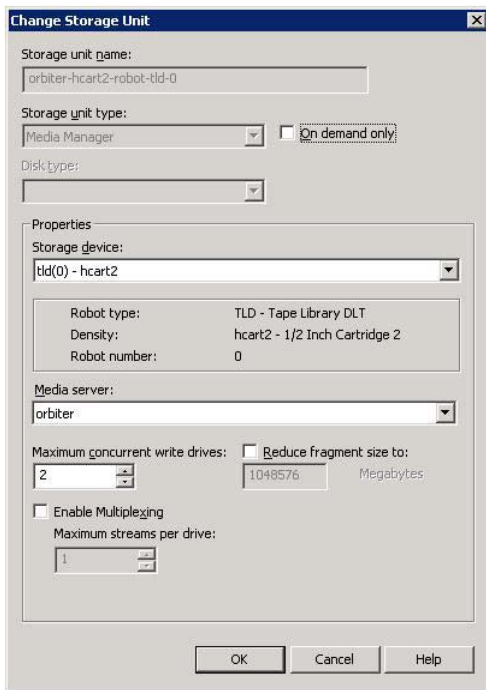 Change Storage Unit
Storage unit name:
orbiter-hcart2-robot-tld-0
Storage unit type:
Media Manager
On demand only
Disk type:
Properties
Storage device:
tld(0) - hcart2
Robot type: TLD - Tape Library DLT
Density: hcart2 - 1/2 Inch Cartridge 2
Robot number: 0
Media server:
orbiter
Maximum concurrent write drives: Reduce fragment size to:
2 1048576 Megabytes
Enable Multiplexing
Maximum streams per drive:
1
OK Cancel Help